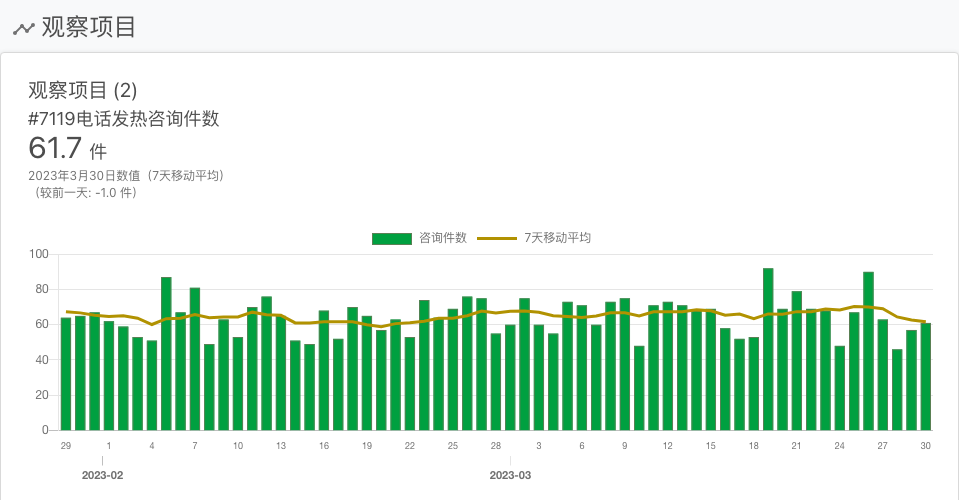 观察项目
观察项目 (2)
#7119电话发热咨询件数
61.7 件
2023年3月30日数值（7天移动平均）
（较前一天: -1.0 件）
咨询件数 7天移动平均
100
80
60
40
20
0
29 1 4 7 10 13 16 19 22 25 28 3 6 9 12 15 18 21 24 27 30
2023-02 2023-03